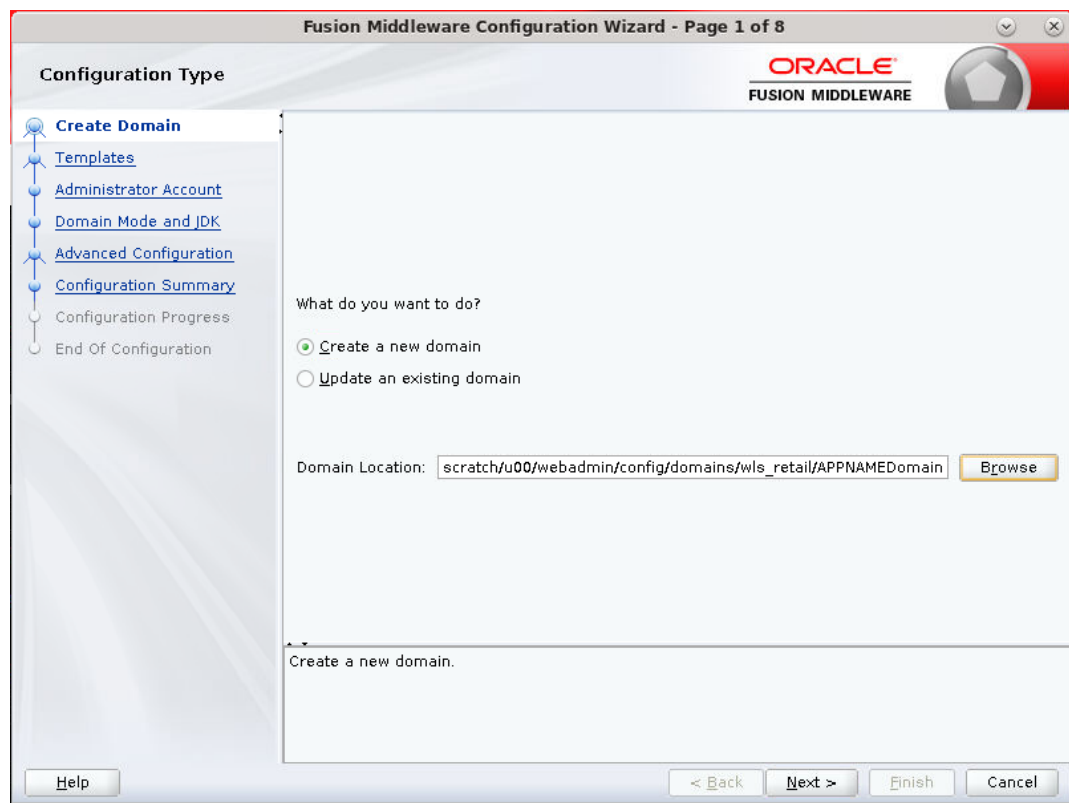 Fusion Middleware Configuration Wizard - Page 1 of 8
Configuration Type
ORACLE
FUSION MIDDLEWARE
Create Domain
Templates
Administrator Account
Domain Mode and JDK
Advanced Configuration
Configuration Summary
Configuration Progress
End Of Configuration
What do you want to do?
Create a new domain
Update an existing domain
Domain Location: scratch/u00/webadmin/config/domains/wls_retail/APPNAMEDomain Browse
Create a new domain.
Help < Back Next > Finish Cancel